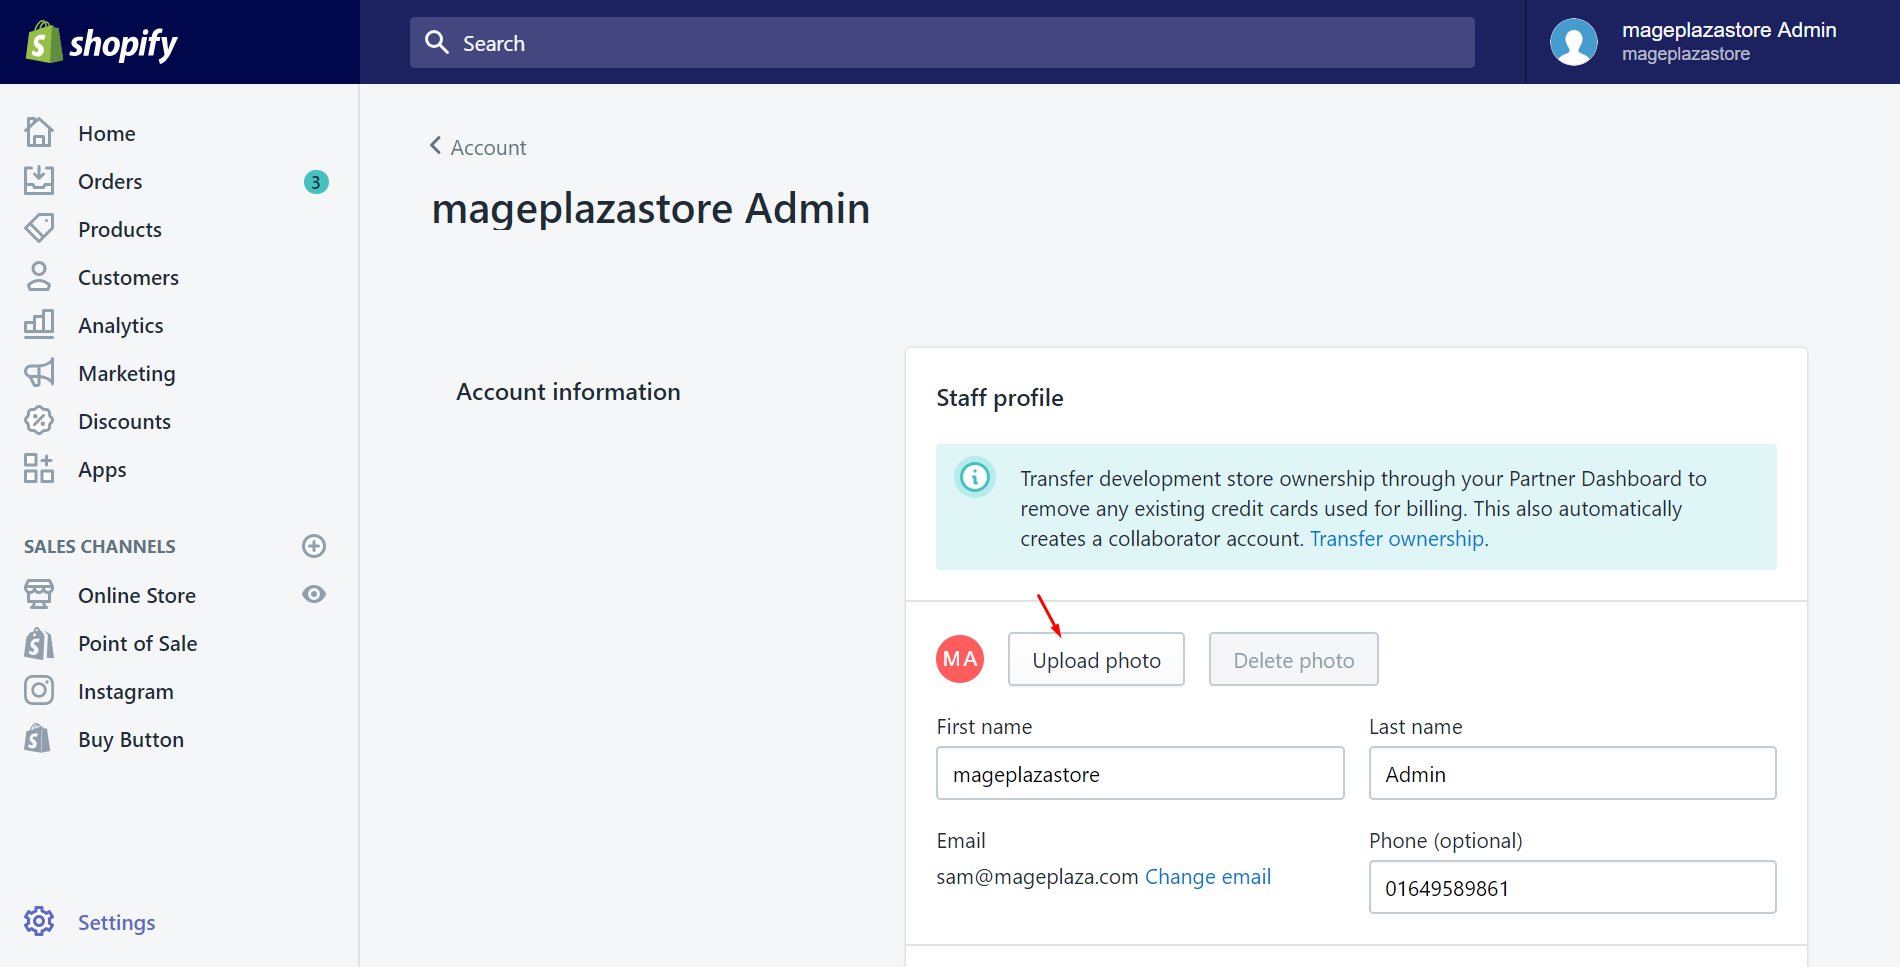 shopify
Search
mageplazastore Admin
mageplazastore
Home
Orders 3
Products
Customers
Analytics
Marketing
Discounts
Apps
SALES CHANNELS
Online Store
Point of Sale
Instagram
Buy Button
Settings
Account
mageplazastore Admin
Account information
Staff profile
Transfer development store ownership through your Partner Dashboard to
remove any existing credit cards used for billing. This also automatically
creates a collaborator account. Transfer ownership.
MA Upload photo Delete photo
First name Last name
mageplazastore Admin
Email Phone (optional)
sam@mageplaza.com Change email 01649589861